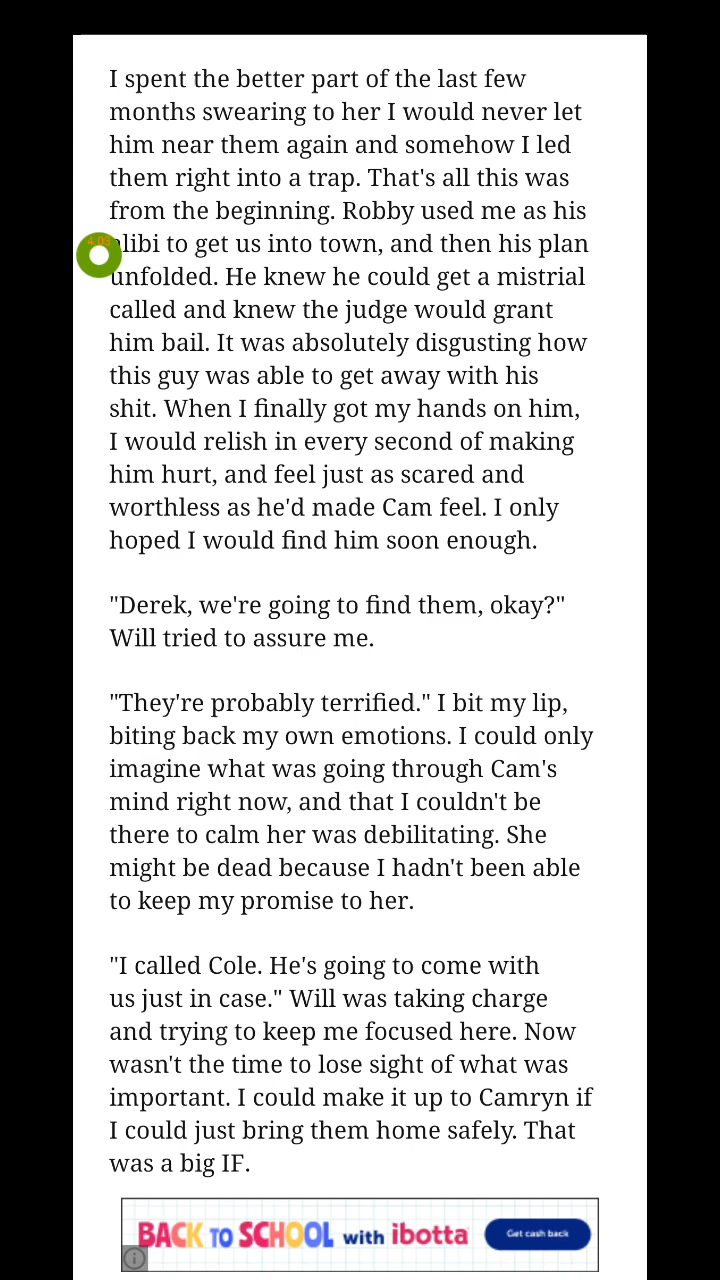 I spent the better part of the last few
months swearing to her I would never let
him near them again and somehow I led
them right into a trap. That's all this was
from the beginning. Robby used me as his
alibi to get us into town, and then his plan
unfolded. He knew he could get a mistrial
called and knew the judge would grant
him bail. It was absolutely disgusting how
this guy was able to get away with his
shit. When I finally got my hands on him,
I would relish in every second of making
him hurt, and feel just as scared and
worthless as he'd made Cam feel. I only
hoped I would find him soon enough.
"Derek, we're going to find them, okay?"
Will tried to assure me.
"They're probably terrified." I bit my lip,
biting back my own emotions. I could only
imagine what was going through Cam's
mind right now, and that I couldn't be
there to calm her was debilitating. She
might be dead because I hadn't been able
to keep my promise to her.
"I called Cole. He's going to come with
us just in case." Will was taking charge
and trying to keep me focused here. Now
wasn't the time to lose sight of what was
important. I could make it up to Camryn if
I could just bring them home safely. That
was a big IF.
BACK TO SCHOOL with ibotta
Get cash back